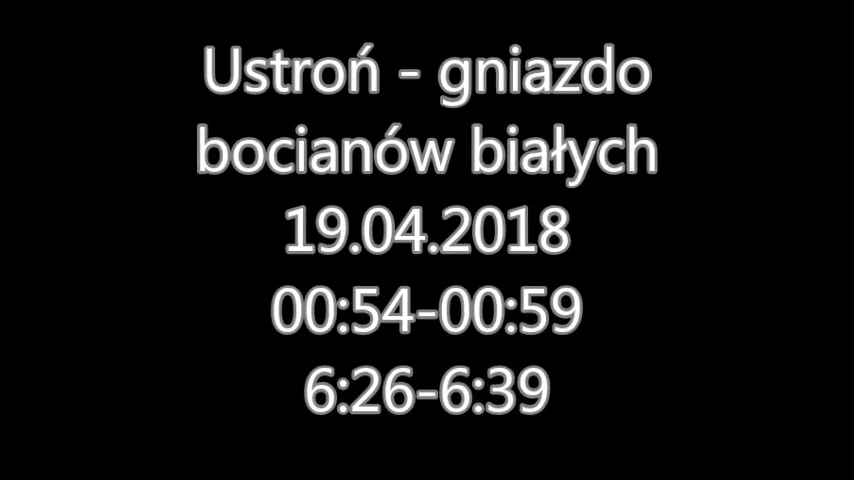 Ustroń - gniazdo
bocianów białych
19.04.2018
00:54-00:59
6:26-6:39